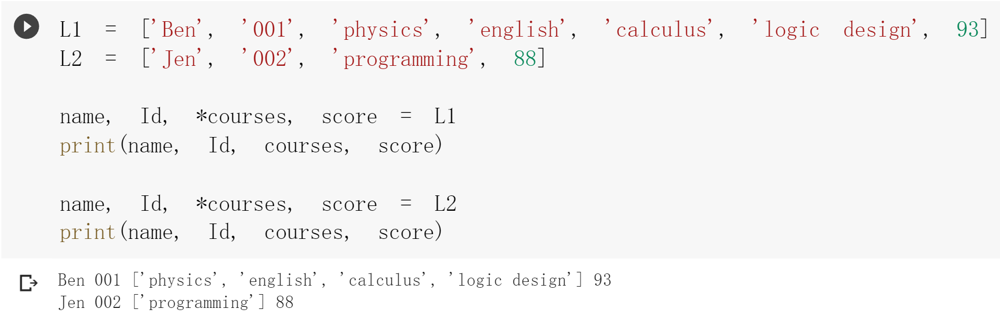 L1 = ['Ben', '001', 'physics', 'english', 'calculus', 'logic design', 93]
L2 = ['Jen', '002', 'programming', 88]
name, Id, *courses, score = L1
print(name, Id, courses, score)
name, Id, *courses, score = L2
print(name, Id, courses, score)
Ben 001 ['physics', 'english', 'calculus', 'logic design'] 93
Jen 002 ['programming'] 88